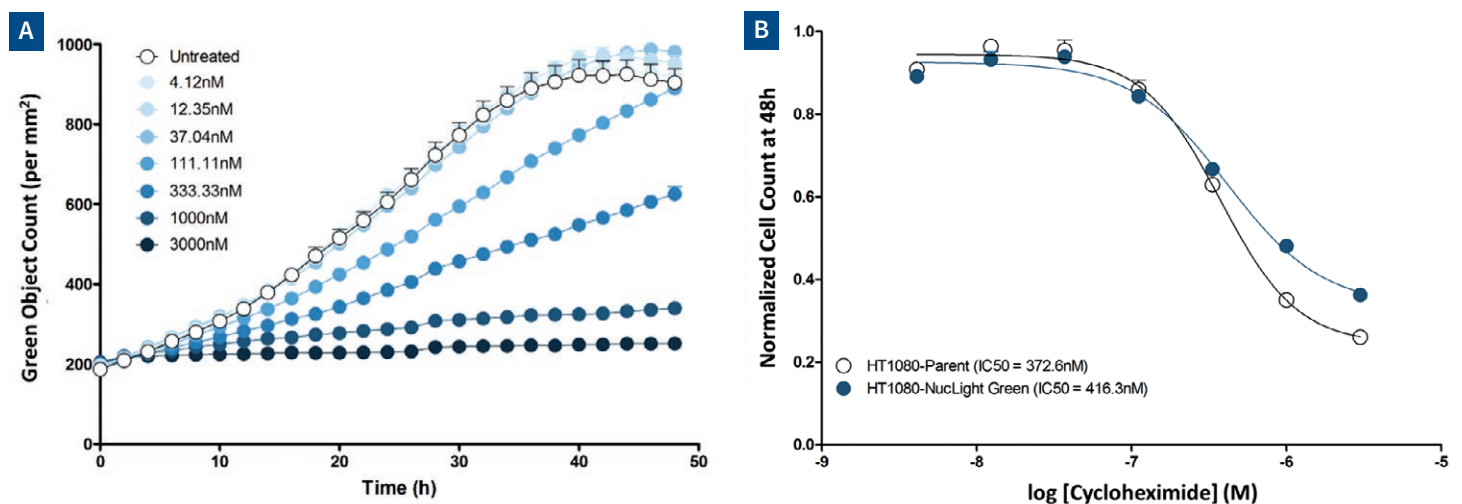 A
Green Object Count (per mm²)
1000
800
600
400
200
0
Untreated
4.12nM
12.35nM
37.04nM
111.11nM
333.33nM
1000nM
3000nM
0 10 20 30 40 50
Time (h)
B
Normalized Cell Count at 48h
1.0
0.8
0.6
0.4
0.2
0.0
HT1080-Parent (IC50 = 372.6nM)
HT1080-NucLight Green (IC50 = 416.3nM)
-9 -8 -7 -6 -5
log [Cycloheximide] (M)